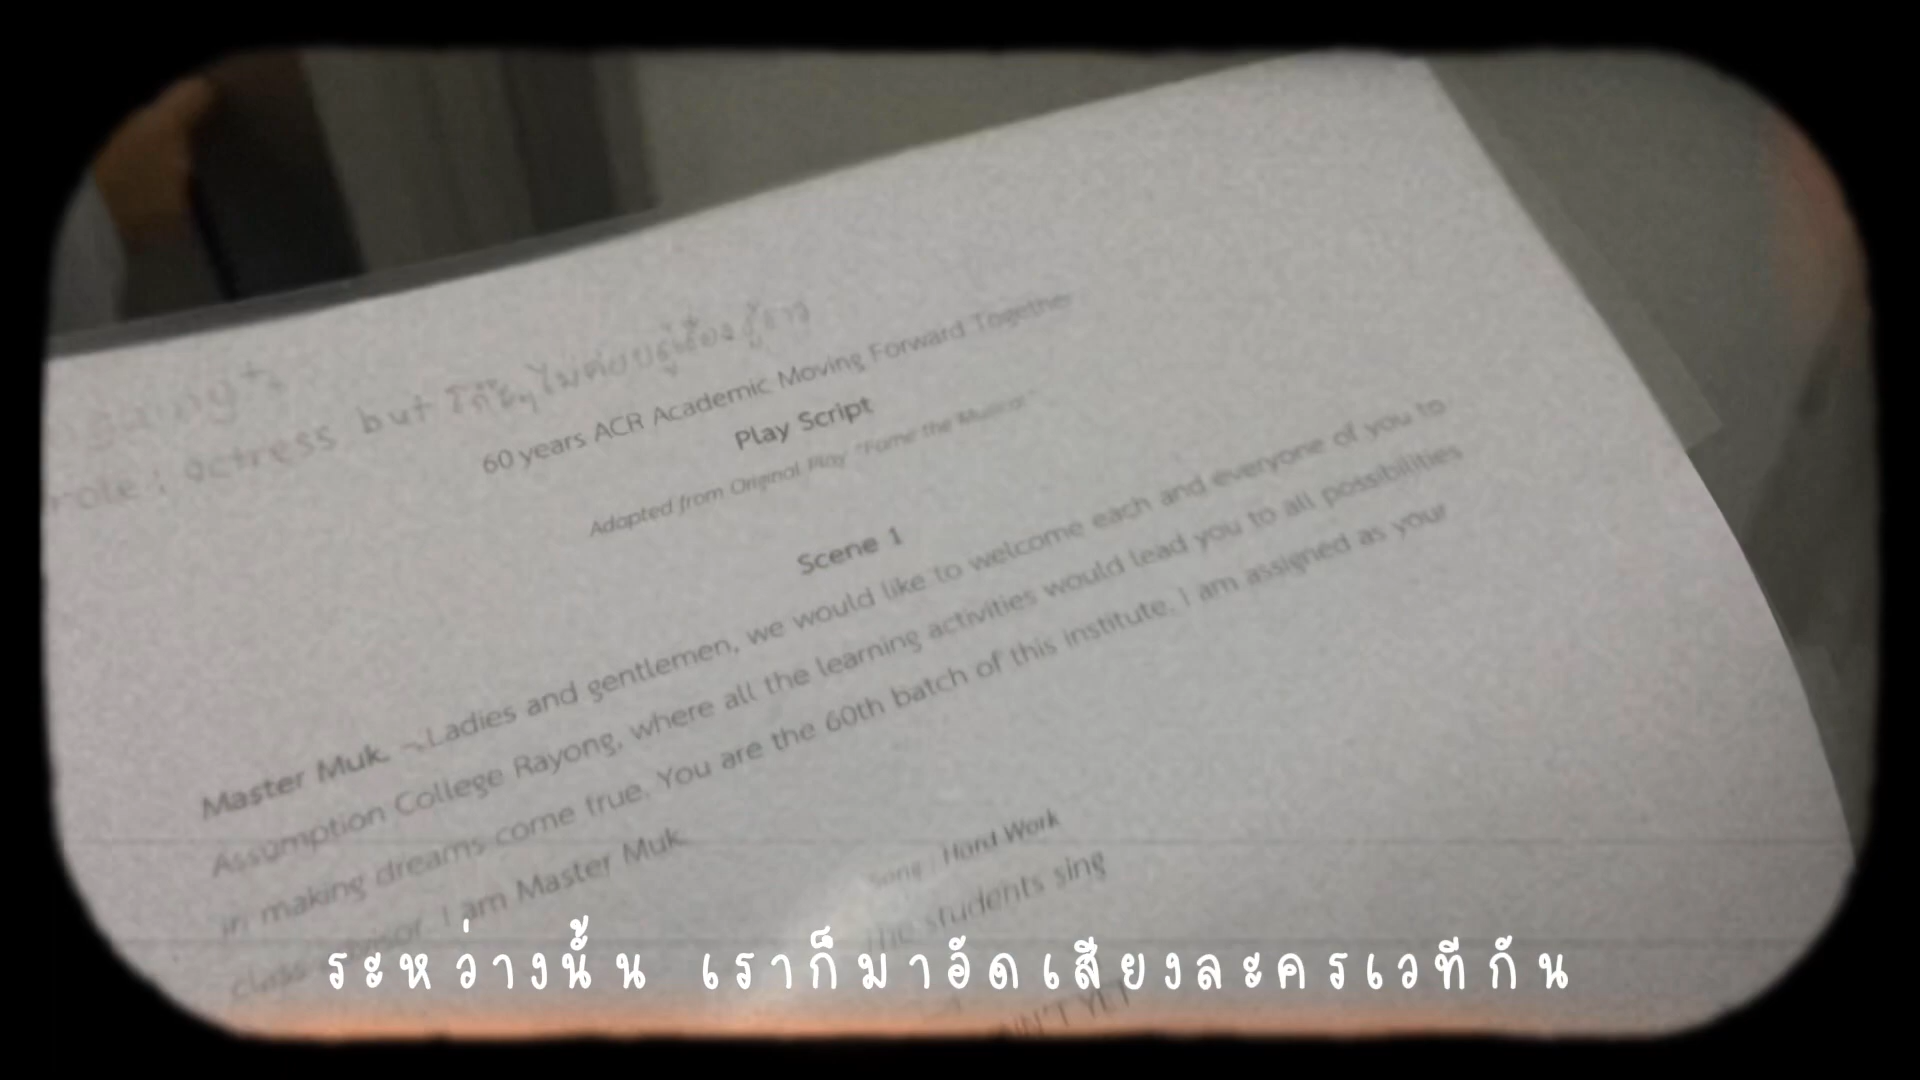 role : actress but
60 years ACR Academic Moving Forward Together
Play Script
Adapted from Original Play "Fame the Musical"
Scene 1
Master Muk. Ladies and gentlemen, we would like to welcome each and everyone of you to
Assumption College Rayong, where all the learning activities would lead you to all possibilities
in making dreams come true. You are the 60th batch of this institute. I am assigned as your
class advisor. I am Master Muk.
Song : Hard Work
The students sing
YET
ระหว่างนั้น เราก็มาอัดเสียงละครเวทีกัน